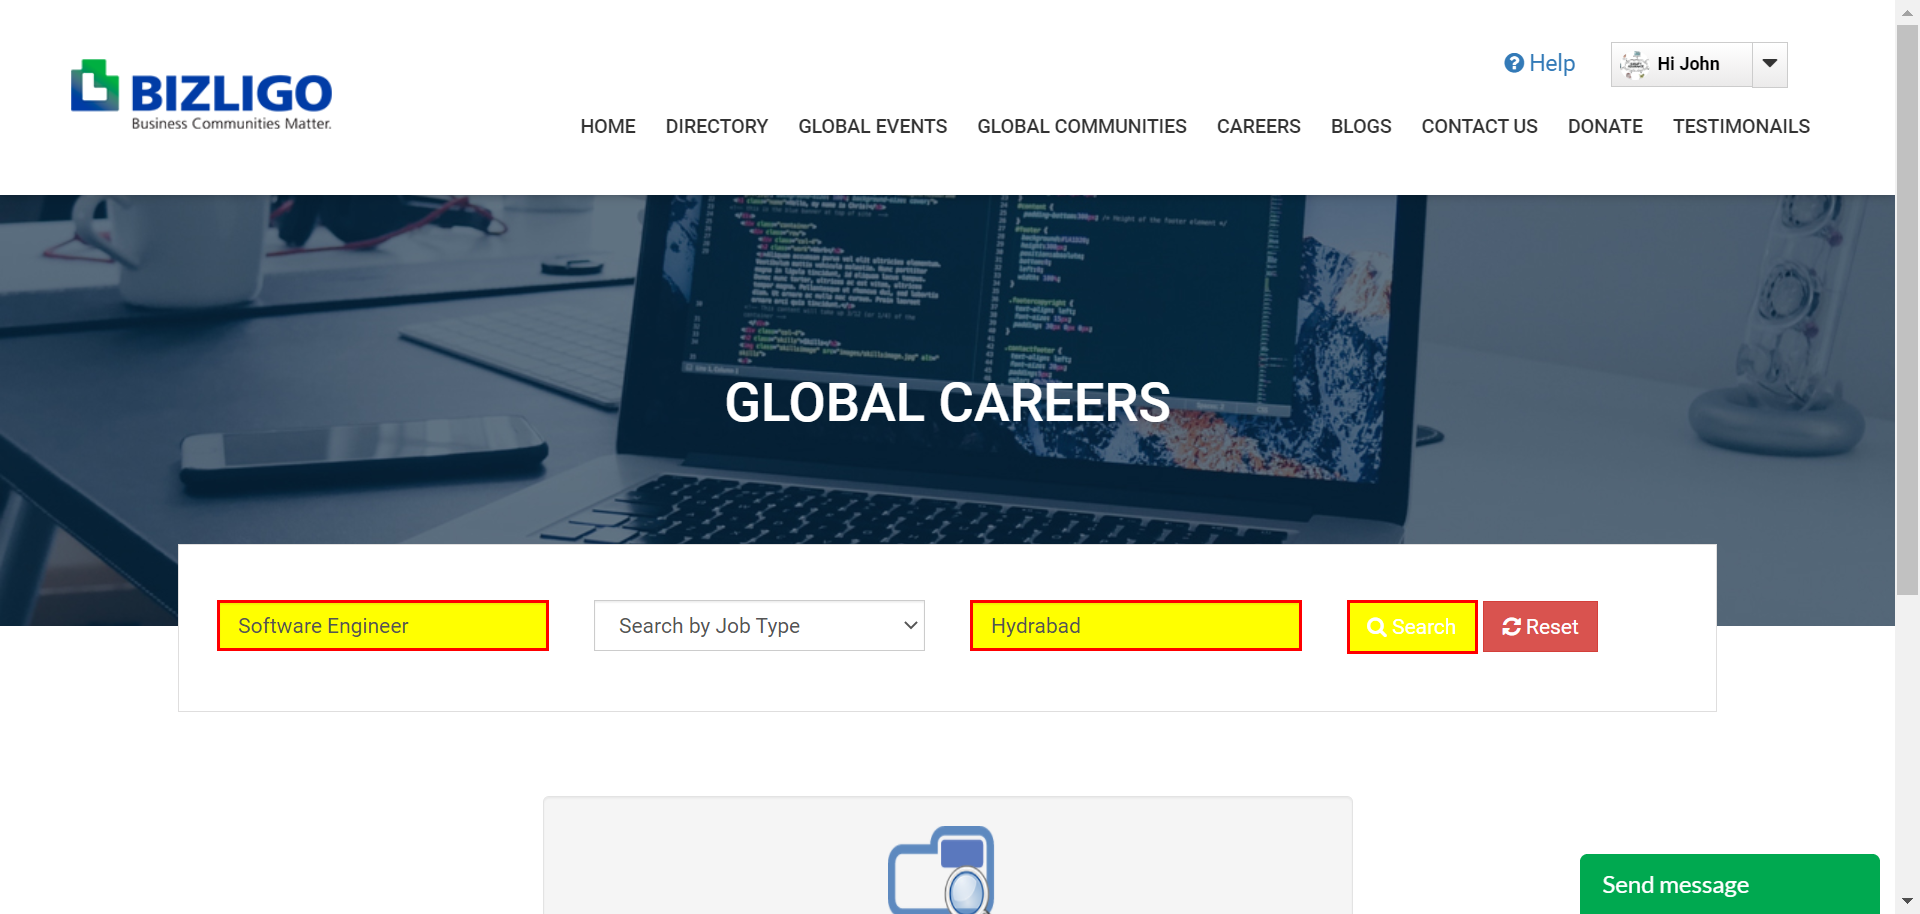 Help
Hi John
BIZLIGO
Business Communities Matter.
HOME DIRECTORY GLOBAL EVENTS GLOBAL COMMUNITIES CAREERS BLOGS CONTACT US DONATE TESTIMONAILS
GLOBAL CAREERS
Software Engineer Search by Job Type Hydrabad Search Reset
Send message